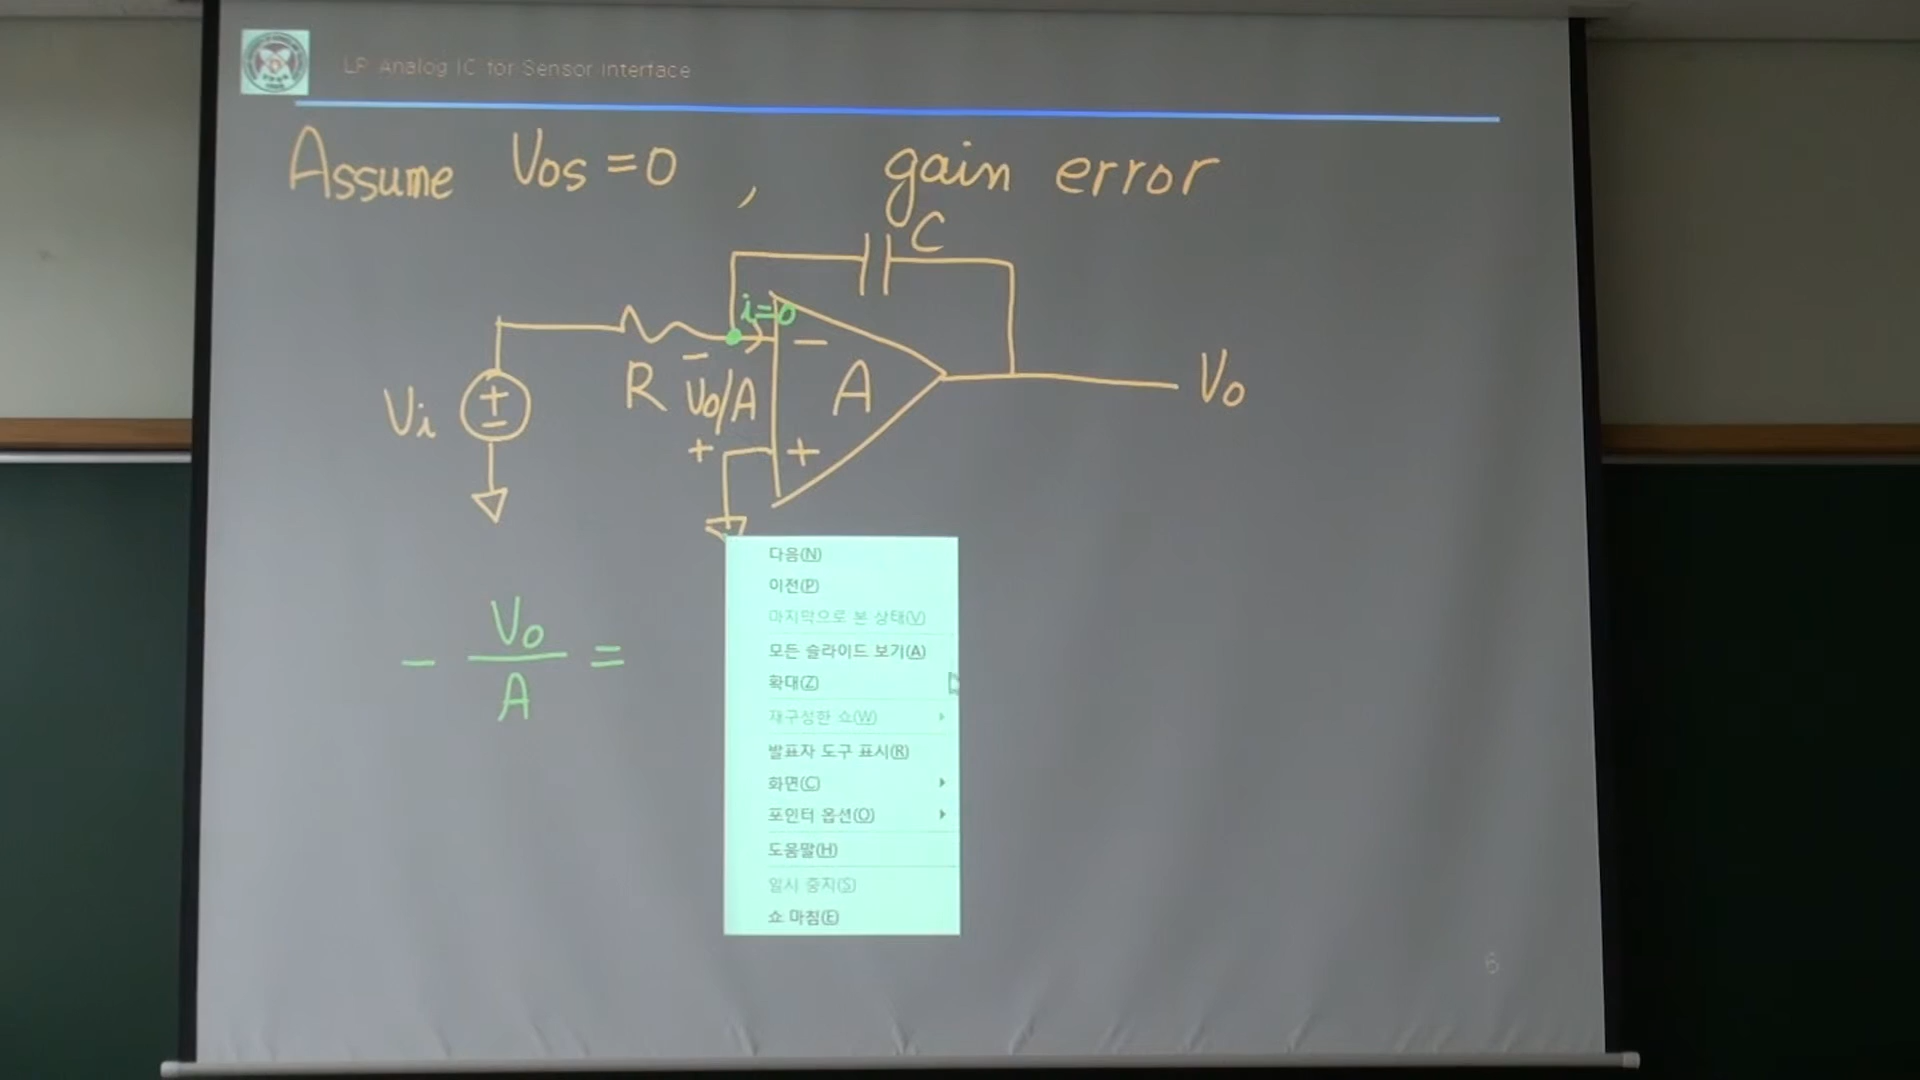 LP Analog IC for Sensor Interface
Assume Vos = 0 , gain error
C
i=0
−
R
−
Vo/A
+
A
+
Vi
+
−
Vo
− Vo/A =
다음(N)
이전(P)
마지막으로 본 상태(V)
모든 슬라이드 보기(A)
확대(Z)
재구성한 쇼(W)
발표자 도구 표시(R)
화면(C)
포인터 옵션(O)
도움말(H)
일시 중지(S)
쇼 마침(E)
6